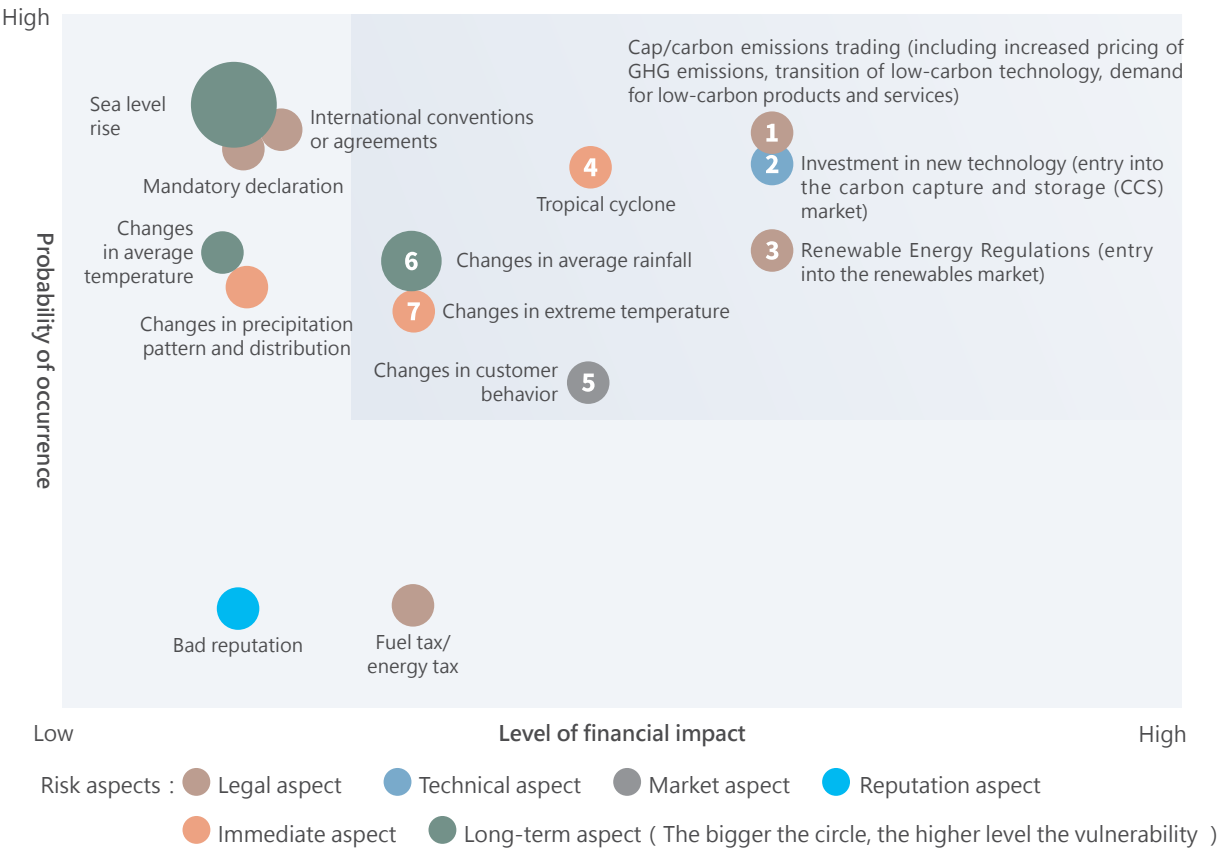 High
Cap/carbon emissions trading (including increased pricing of
GHG emissions, transition of low-carbon technology, demand
for low-carbon products and services)
Sea level
rise
International conventions
or agreements
Mandatory declaration
1
2
Investment in new technology (entry into
the carbon capture and storage (CCS)
market)
4
Tropical cyclone
Changes
in average
temperature
3
Renewable Energy Regulations (entry
into the renewables market)
6
Changes in average rainfall
7
Changes in extreme temperature
Changes in precipitation
pattern and distribution
Changes in customer
behavior
5
Probability of occurrence
Bad reputation
Fuel tax/
energy tax
Low
Level of financial impact
High
Risk aspects :
Legal aspect
Technical aspect
Market aspect
Reputation aspect
Immediate aspect
Long-term aspect ( The bigger the circle, the higher level the vulnerability )